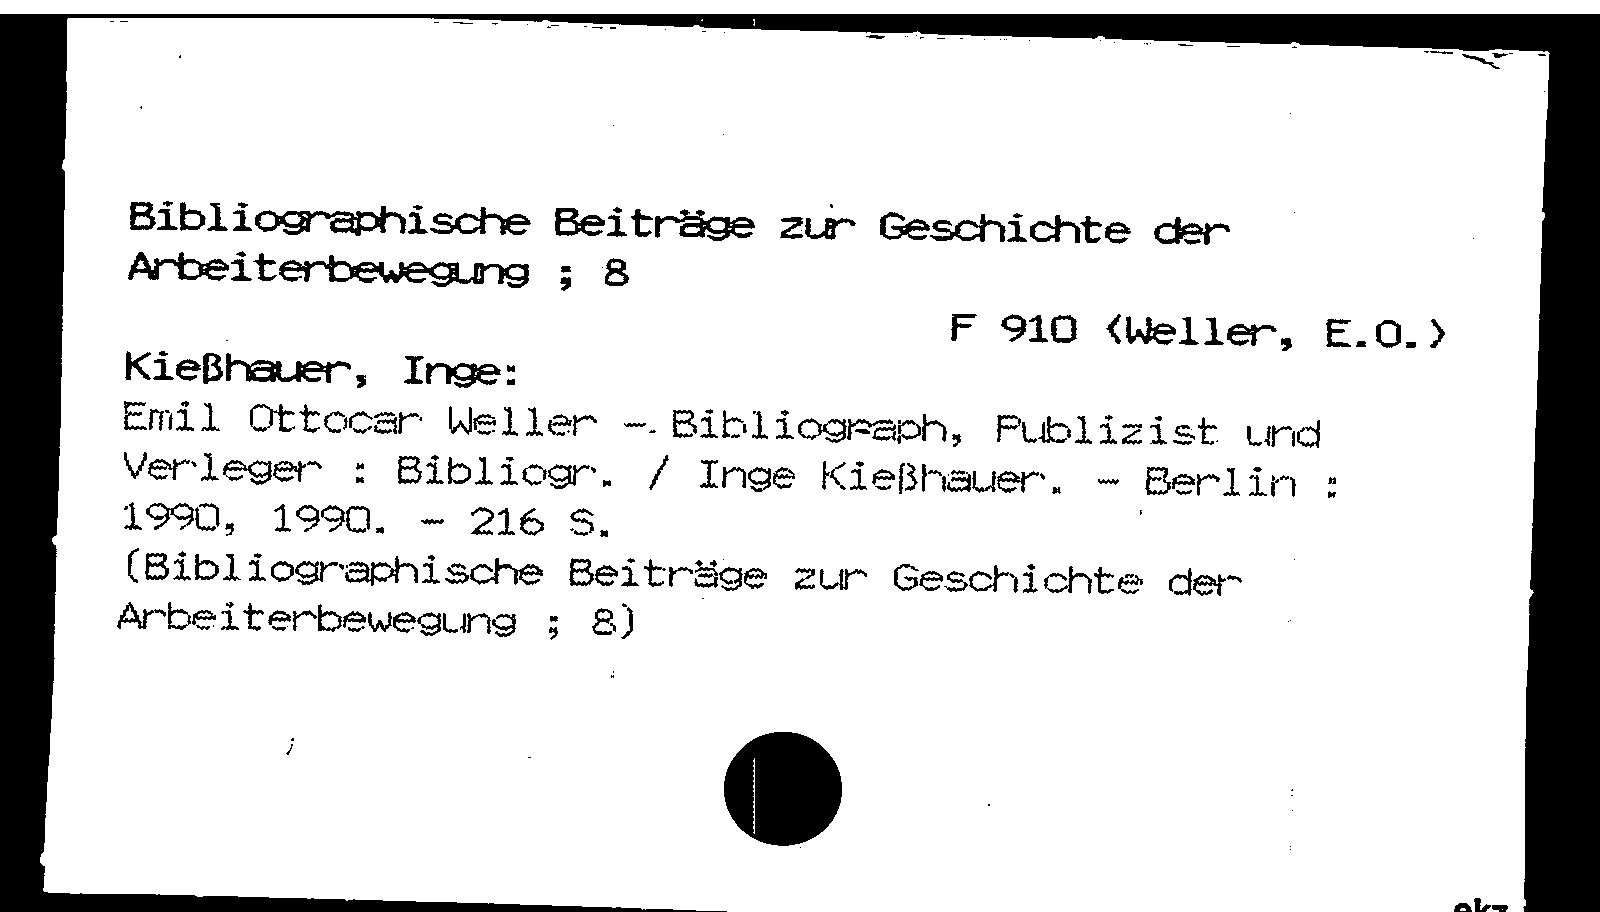 Bibliographische Beiträge zur Geschichte der
Arbeiterbewegung ; 8
F 910 (Weller, E.O.)
Kießhauer, Inge:
Emil Ottocar Weller -. Bibliograph, Publizist und
Verleger : Bibliogr. / Inge Kießhauer. - Berlin :
1990, 1990. - 216 S.
(Bibliographische Beiträge zur Geschichte der
Arbeiterbewegung ; 8)
ekz